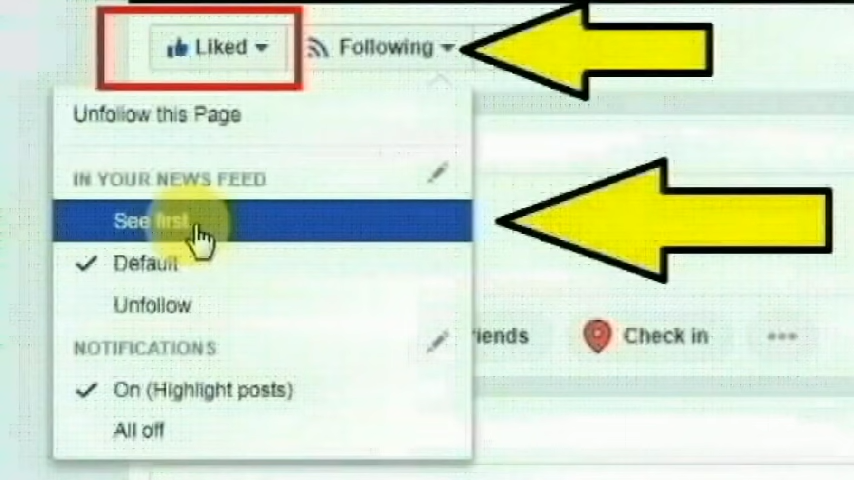 Liked Following
Unfollow this Page
IN YOUR NEWS FEED
See first
Default
Unfollow
NOTIFICATIONS
On (Highlight posts)
All off
riends Check in